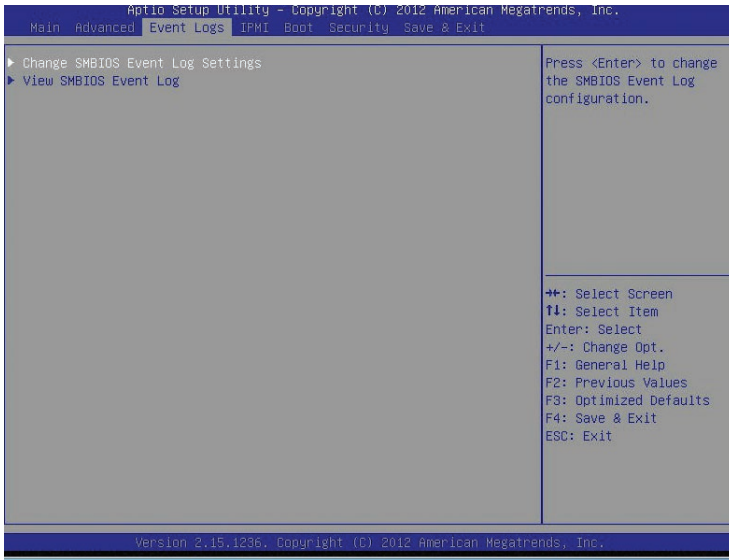 Aptio Setup Utility – Copyright (C) 2012 American Megatrends, Inc.
Main Advanced Event Logs IPMI Boot Security Save & Exit
▶ Change SMBIOS Event Log Settings
▶ View SMBIOS Event Log
Press <Enter> to change
the SMBIOS Event Log
configuration.
→←: Select Screen
↑↓: Select Item
Enter: Select
+/-: Change Opt.
F1: General Help
F2: Previous Values
F3: Optimized Defaults
F4: Save & Exit
ESC: Exit
Version 2.15.1236. Copyright (C) 2012 American Megatrends, Inc.